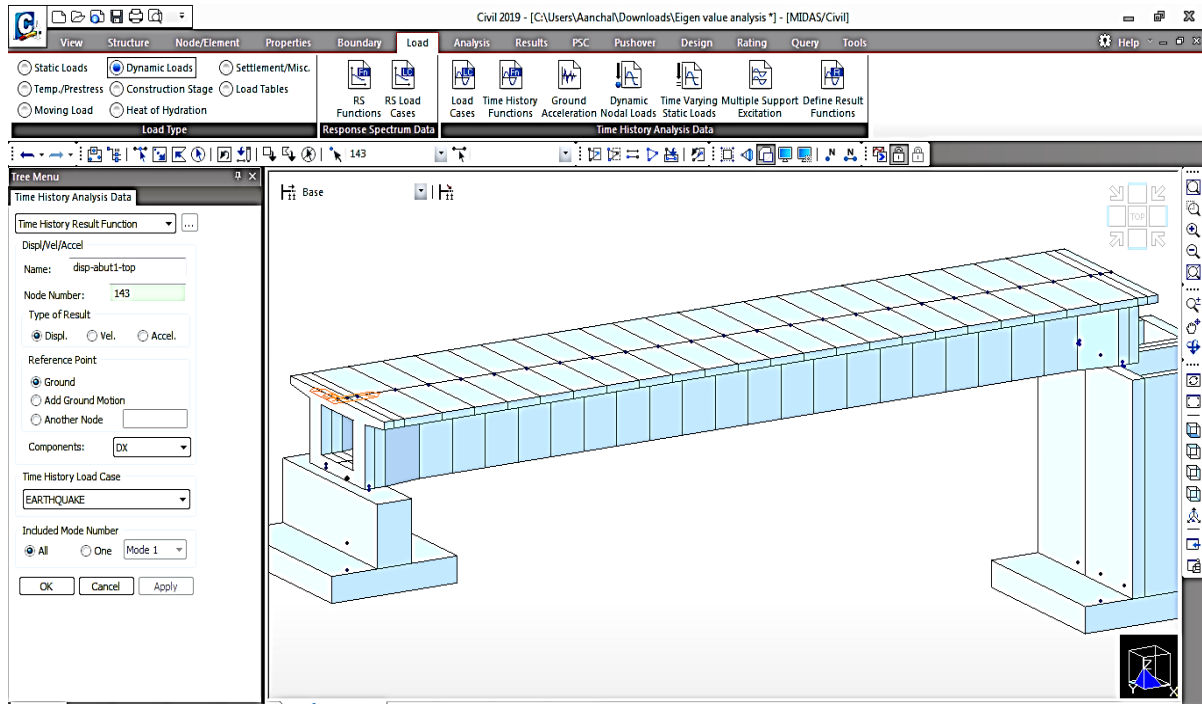 Civil 2019 - [C:\Users\Aanchal\Downloads\Eigen value analysis *] - [MIDAS/Civil]
View Structure Node/Element Properties Boundary Load Analysis Results PSC Pushover Design Rating Query Tools Help
Static Loads Dynamic Loads Settlement/Misc.
Temp./Prestress Construction Stage Load Tables
Moving Load Heat of Hydration
RS Functions
RS Load Cases
Load Cases
Time History Functions
Ground Acceleration
Dynamic Nodal Loads
Time Varying Static Loads
Multiple Support Excitation
Define Result Functions
Load Type Response Spectrum Data Time History Analysis Data
143
Tree Menu
Time History Analysis Data
Time History Result Function ...
Displ/Vel/Accel
Name: disp-abut1-top
Node Number: 143
Type of Result
Displ. Vel. Accel.
Reference Point
Ground
Add Ground Motion
Another Node
Components: DX
Time History Load Case
EARTHQUAKE
Included Mode Number
All One Mode 1
OK Cancel Apply
Base
TOP
Z
Y X